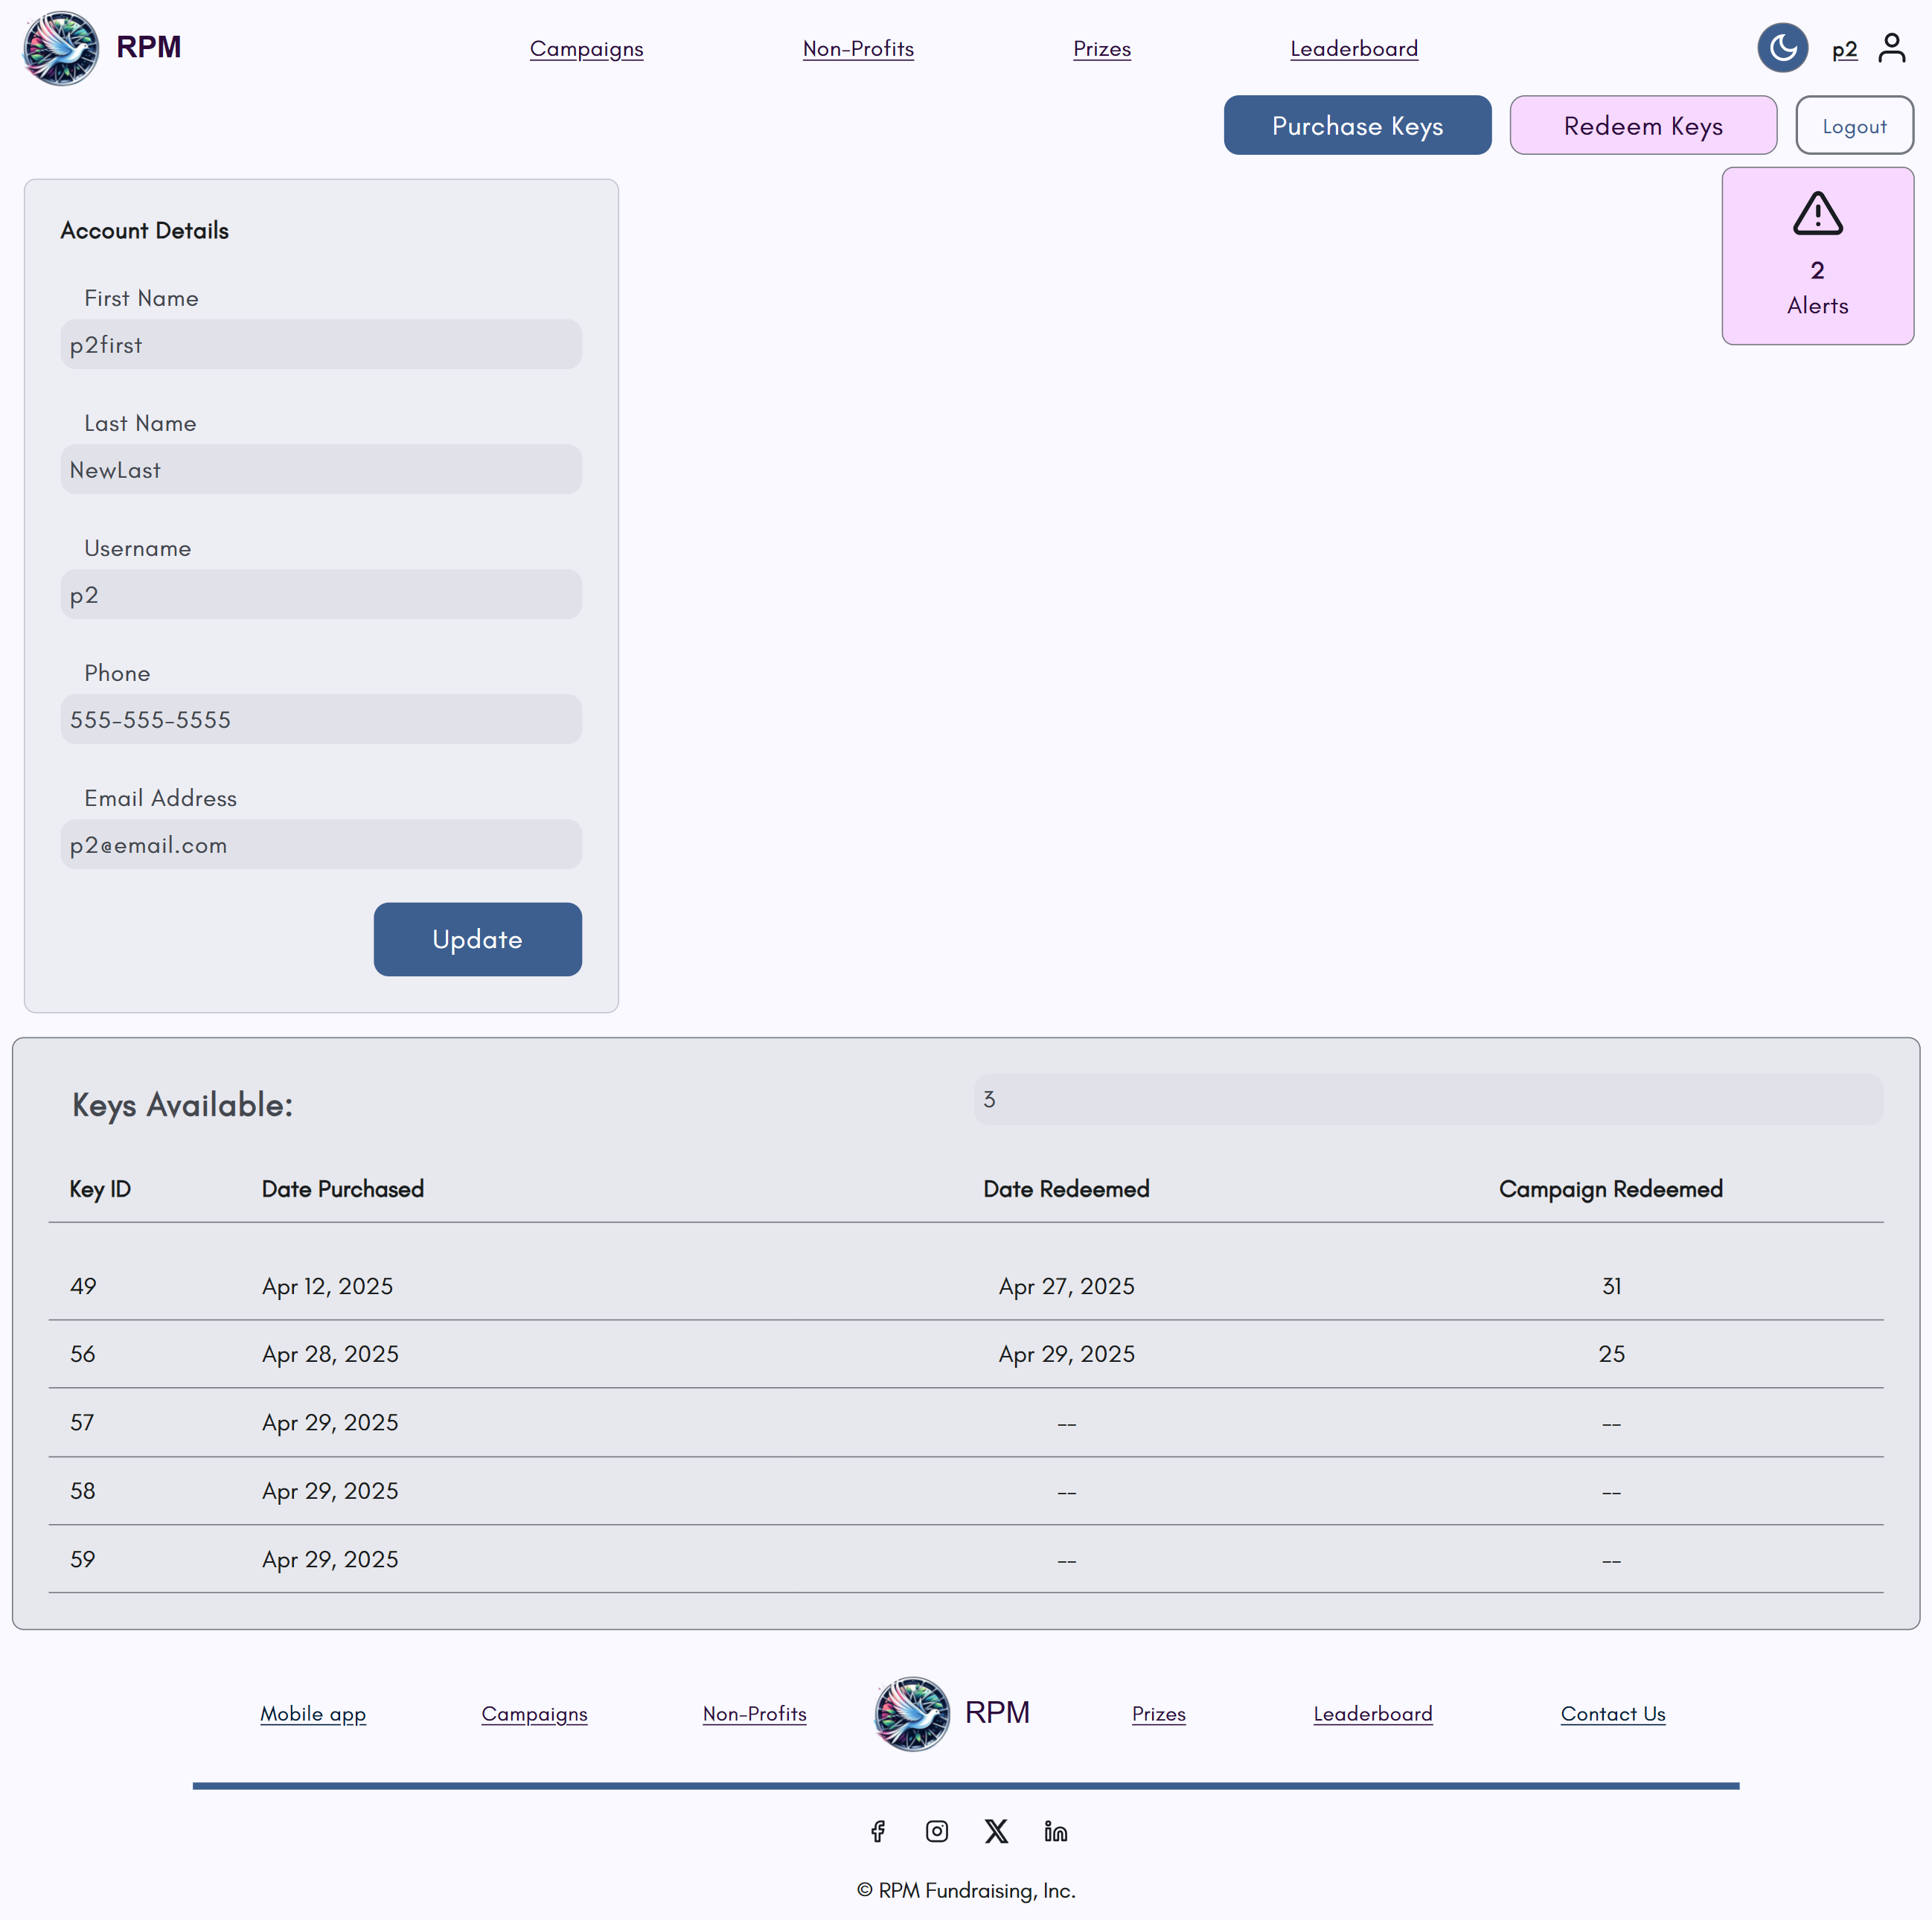 RPM
Campaigns
Non-Profits
Prizes
Leaderboard
p2
Purchase Keys
Redeem Keys
Logout
2
Alerts
Account Details
First Name
p2first
Last Name
NewLast
Username
p2
Phone
555-555-5555
Email Address
p2@email.com
Update
Keys Available: 3
Key ID Date Purchased Date Redeemed Campaign Redeemed
49 Apr 12, 2025 Apr 27, 2025 31
56 Apr 28, 2025 Apr 29, 2025 25
57 Apr 29, 2025 -- --
58 Apr 29, 2025 -- --
59 Apr 29, 2025 -- --
Mobile app
Campaigns
Non-Profits
RPM
Prizes
Leaderboard
Contact Us
© RPM Fundraising, Inc.